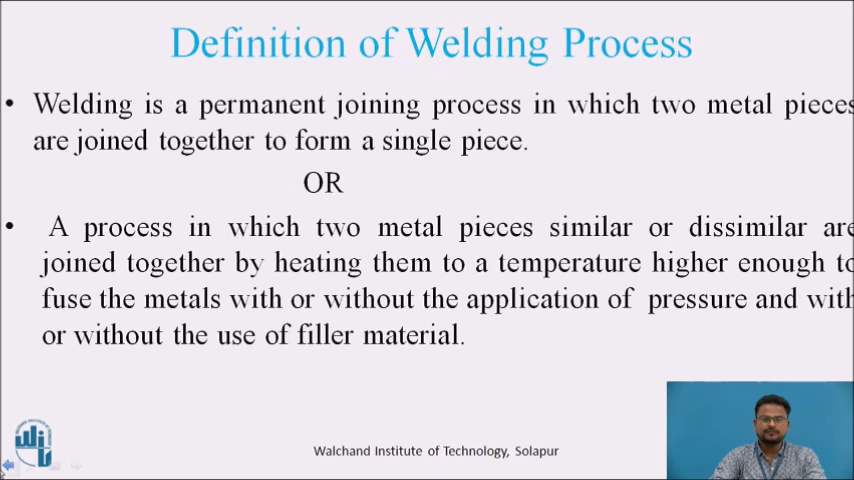 Definition of Welding Process
• Welding is a permanent joining process in which two metal pieces
are joined together to form a single piece.
OR
• A process in which two metal pieces similar or dissimilar are
joined together by heating them to a temperature higher enough to
fuse the metals with or without the application of pressure and with
or without the use of filler material.
Walchand Institute of Technology, Solapur